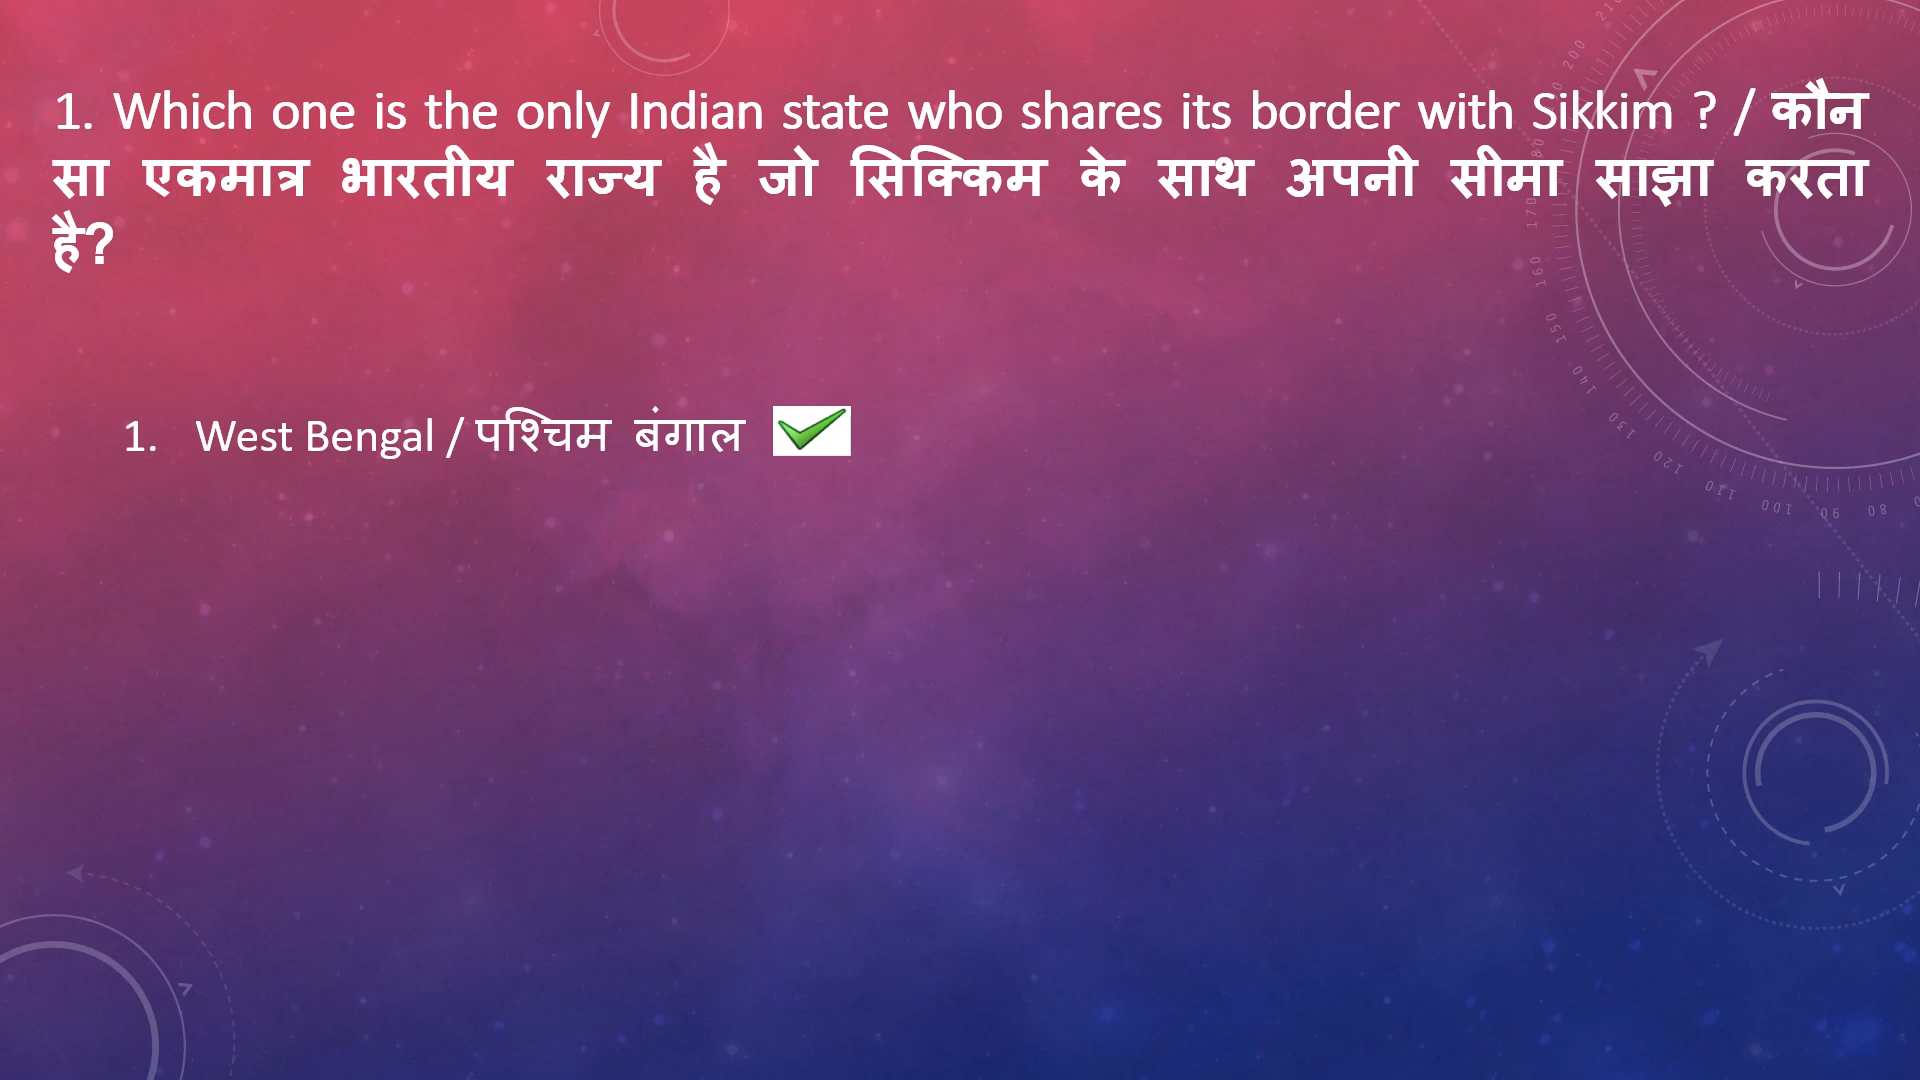 1. Which one is the only Indian state who shares its border with Sikkim ? / कौन
सा एकमात्र भारतीय राज्य है जो सिक्किम के साथ अपनी सीमा साझा करता
है?
1. West Bengal / पश्चिम बंगाल